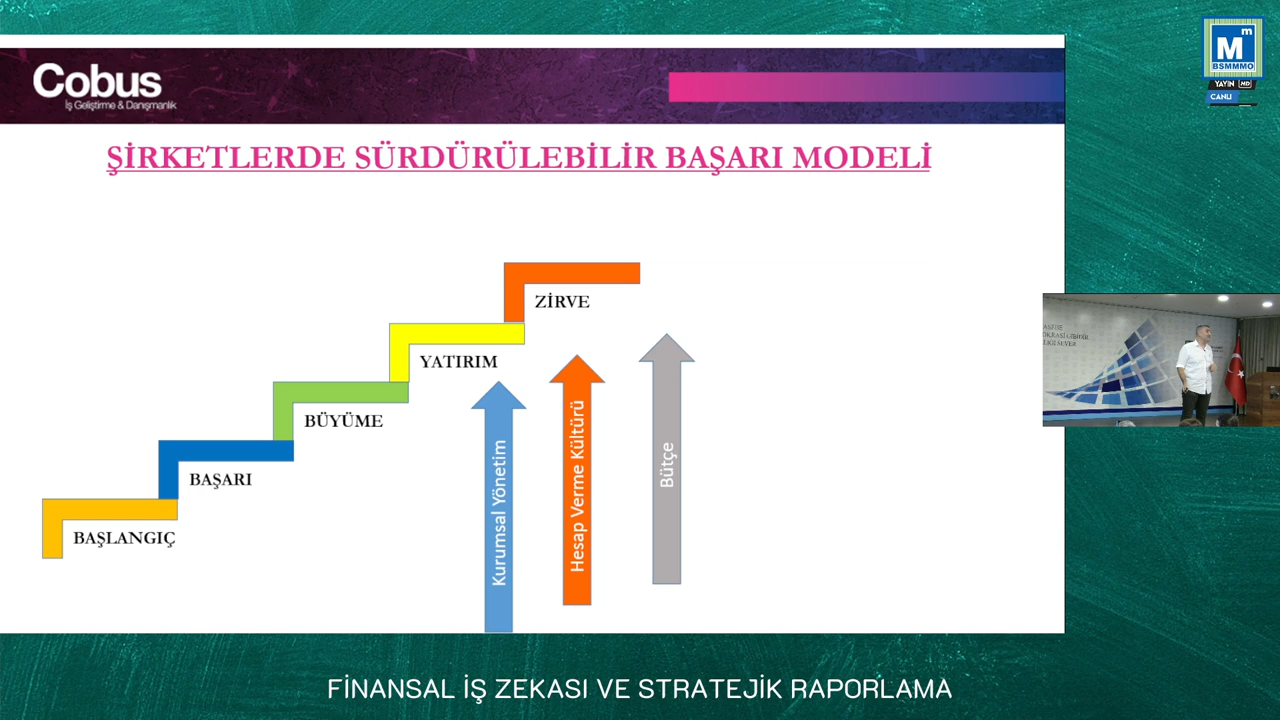 Cobus
İş Geliştirme & Danışmanlık
ŞİRKETLERDE SÜRDÜRÜLEBİLİR BAŞARI MODELİ
ZİRVE
YATIRIM
BÜYÜME
BAŞARI
BAŞLANGIÇ
Kurumsal Yönetim
Hesap Verme Kültürü
Bütçe
M m
BSMMMO
YAYIN HD
CANLI
FİNANSAL İŞ ZEKASI VE STRATEJİK RAPORLAMA